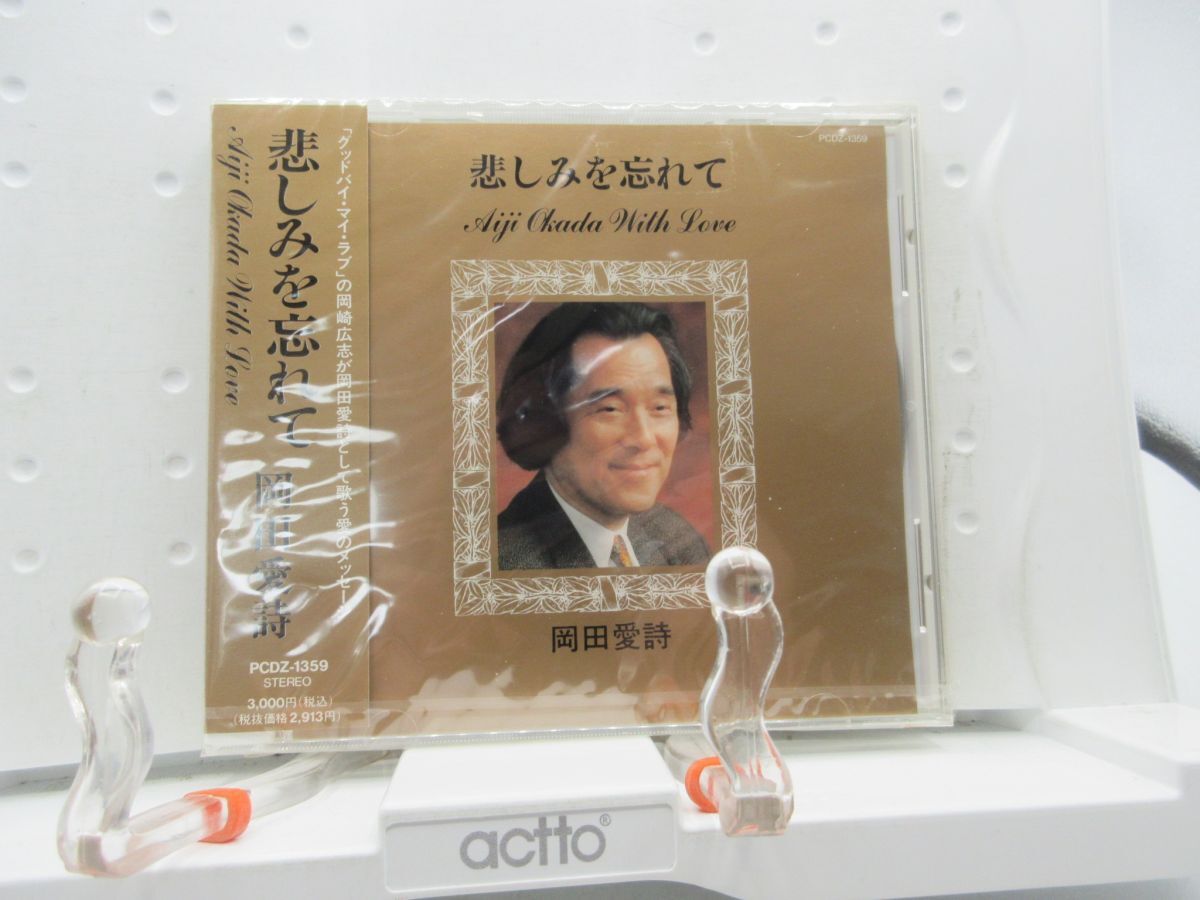 悲しみを忘れて 岡田愛詩
Aiji Okada With Love
「グッドバイ・マイ・ラブ」の岡崎広志が岡田愛詩として歌う愛のメッセージ
PCDZ-1359
STEREO
3,000円(税込)
(税抜価格2,913円)
PCDZ-1359
悲しみを忘れて
Aiji Okada With Love
岡田愛詩
actto®